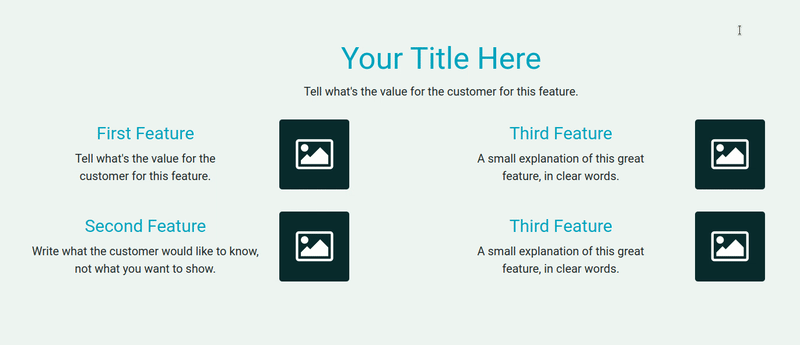 Your Title Here
Tell what's the value for the customer for this feature.
First Feature
Tell what's the value for the
customer for this feature.
Third Feature
A small explanation of this great
feature, in clear words.
Second Feature
Write what the customer would like to know,
not what you want to show.
Third Feature
A small explanation of this great
feature, in clear words.